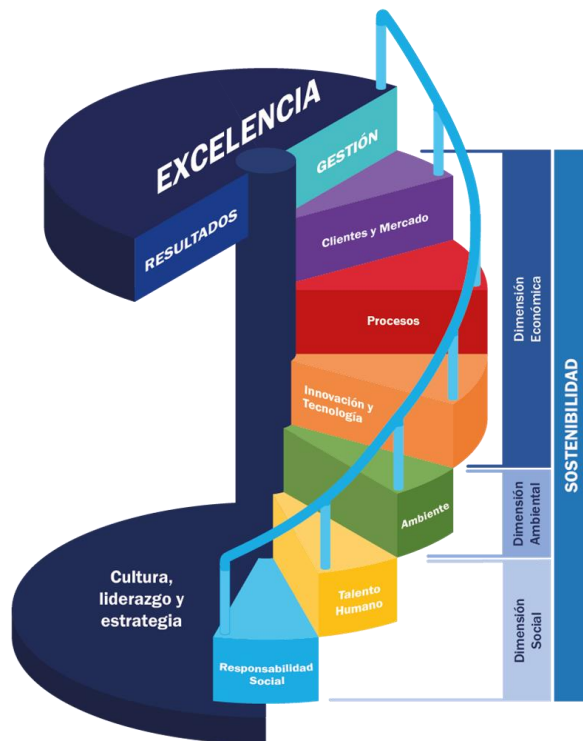 EXCELENCIA
GESTIÓN
RESULTADOS
Clientes y Mercado
Procesos
Innovación y
Tecnología
Ambiente
Talento
Humano
Responsabilidad
Social
Cultura,
liderazgo y
estrategia
Dimensión
Económica
Dimensión
Ambiental
Dimensión
Social
SOSTENIBILIDAD